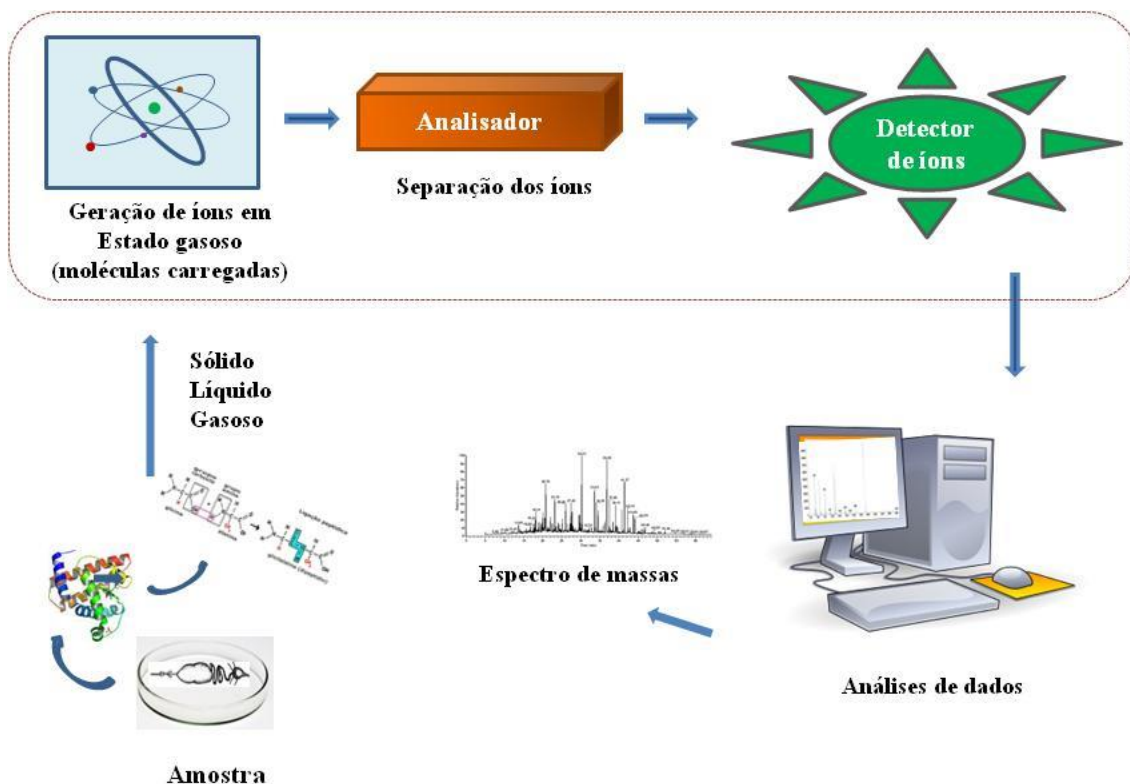 Analisador
Detector
de íons
Separação dos íons
Geração de íons em
Estado gasoso
(moléculas carregadas)
Sólido
Líquido
Gasoso
Espectro de massas
Análises de dados
Amostra